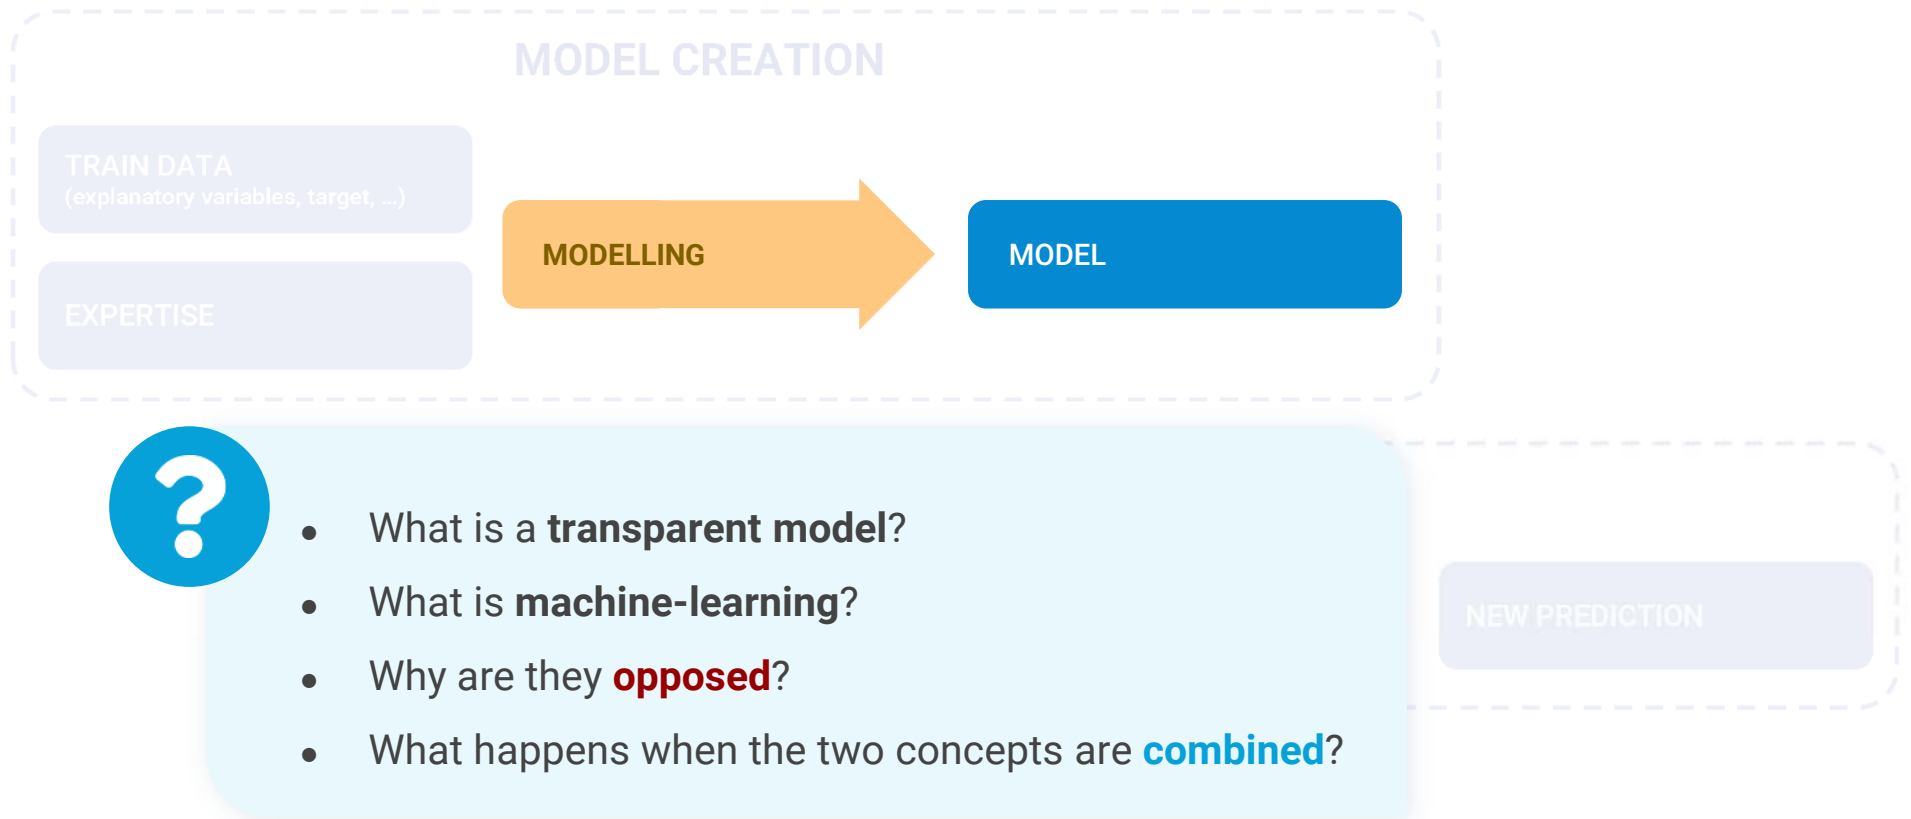 MODEL CREATION
TRAIN DATA
(explanatory variables, target, ...)
EXPERTISE
MODELLING
MODEL
?
● What is a transparent model?
● What is machine-learning?
● Why are they opposed?
● What happens when the two concepts are combined?
NEW PREDICTION